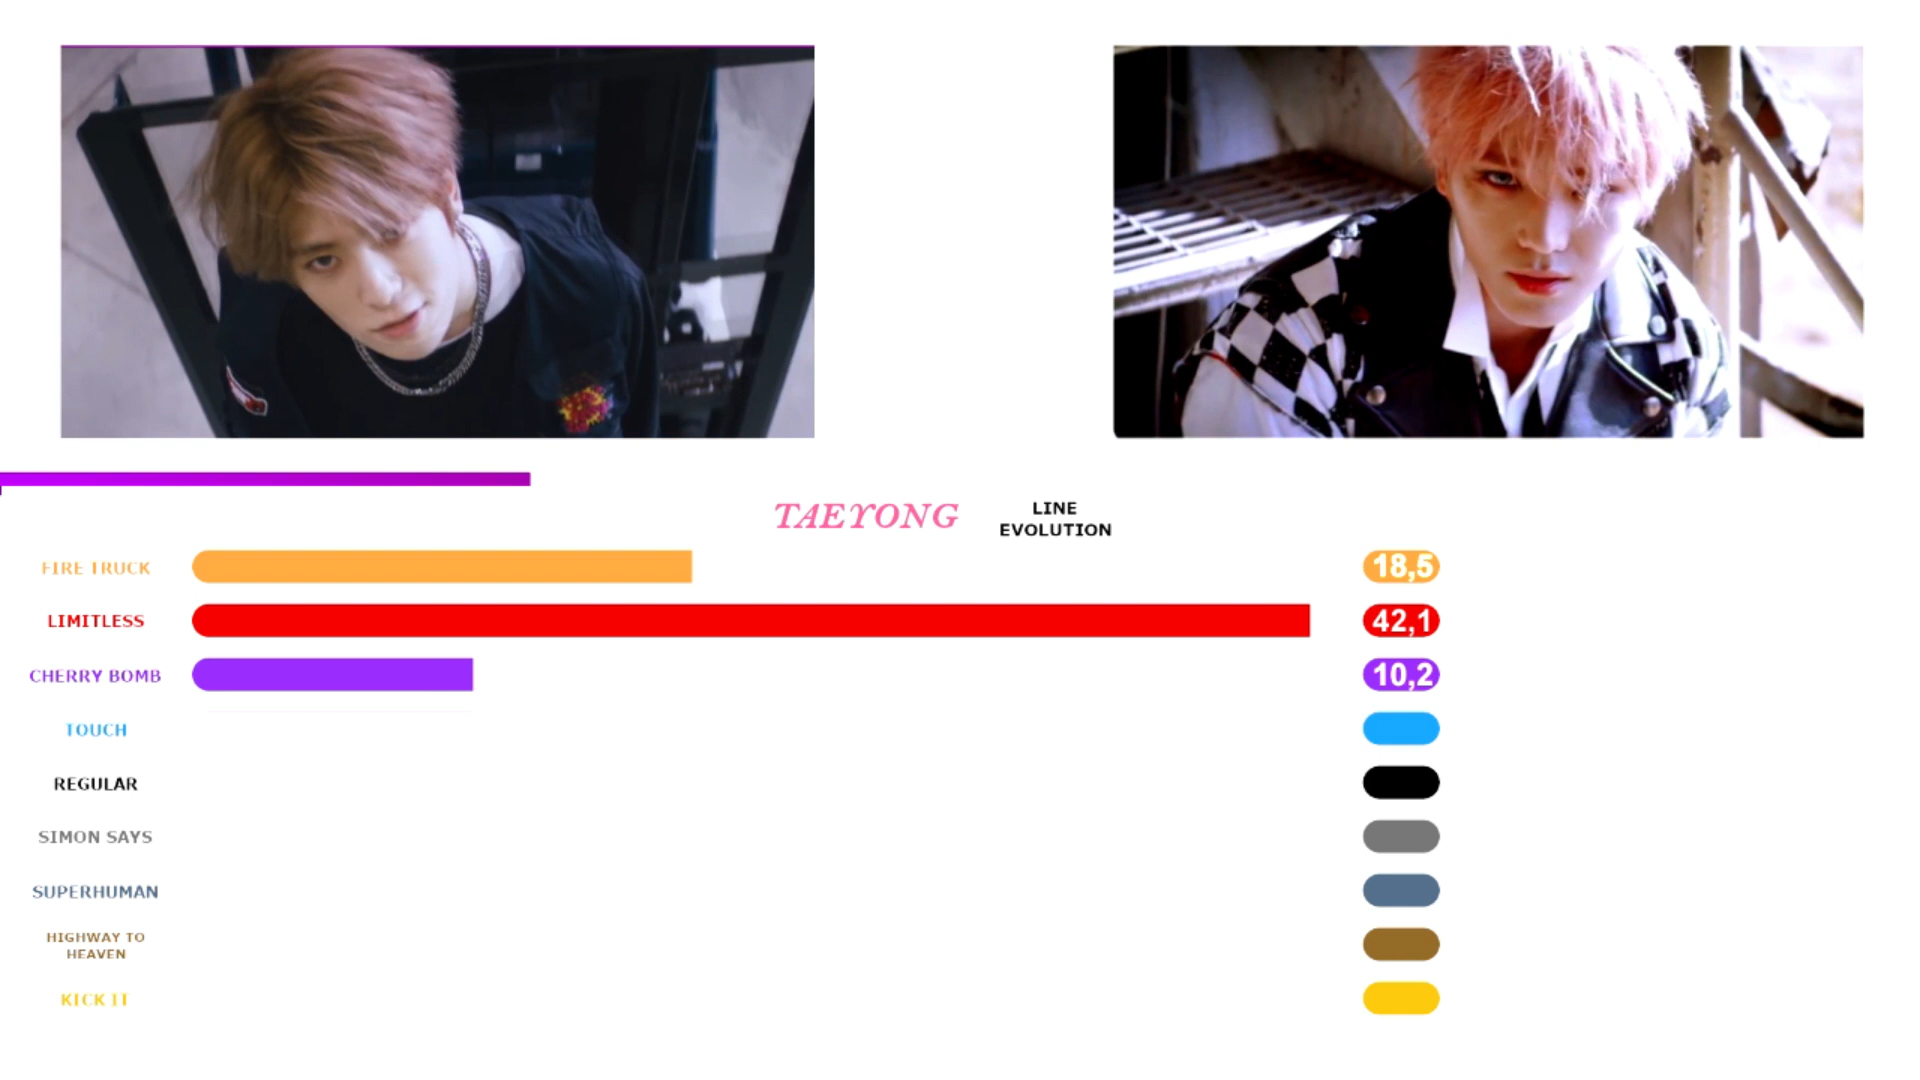 TAEYONG
LINE
EVOLUTION
FIRE TRUCK
18,5
LIMITLESS
42,1
CHERRY BOMB
10,2
TOUCH
REGULAR
SIMON SAYS
SUPERHUMAN
HIGHWAY TO
HEAVEN
KICK IT